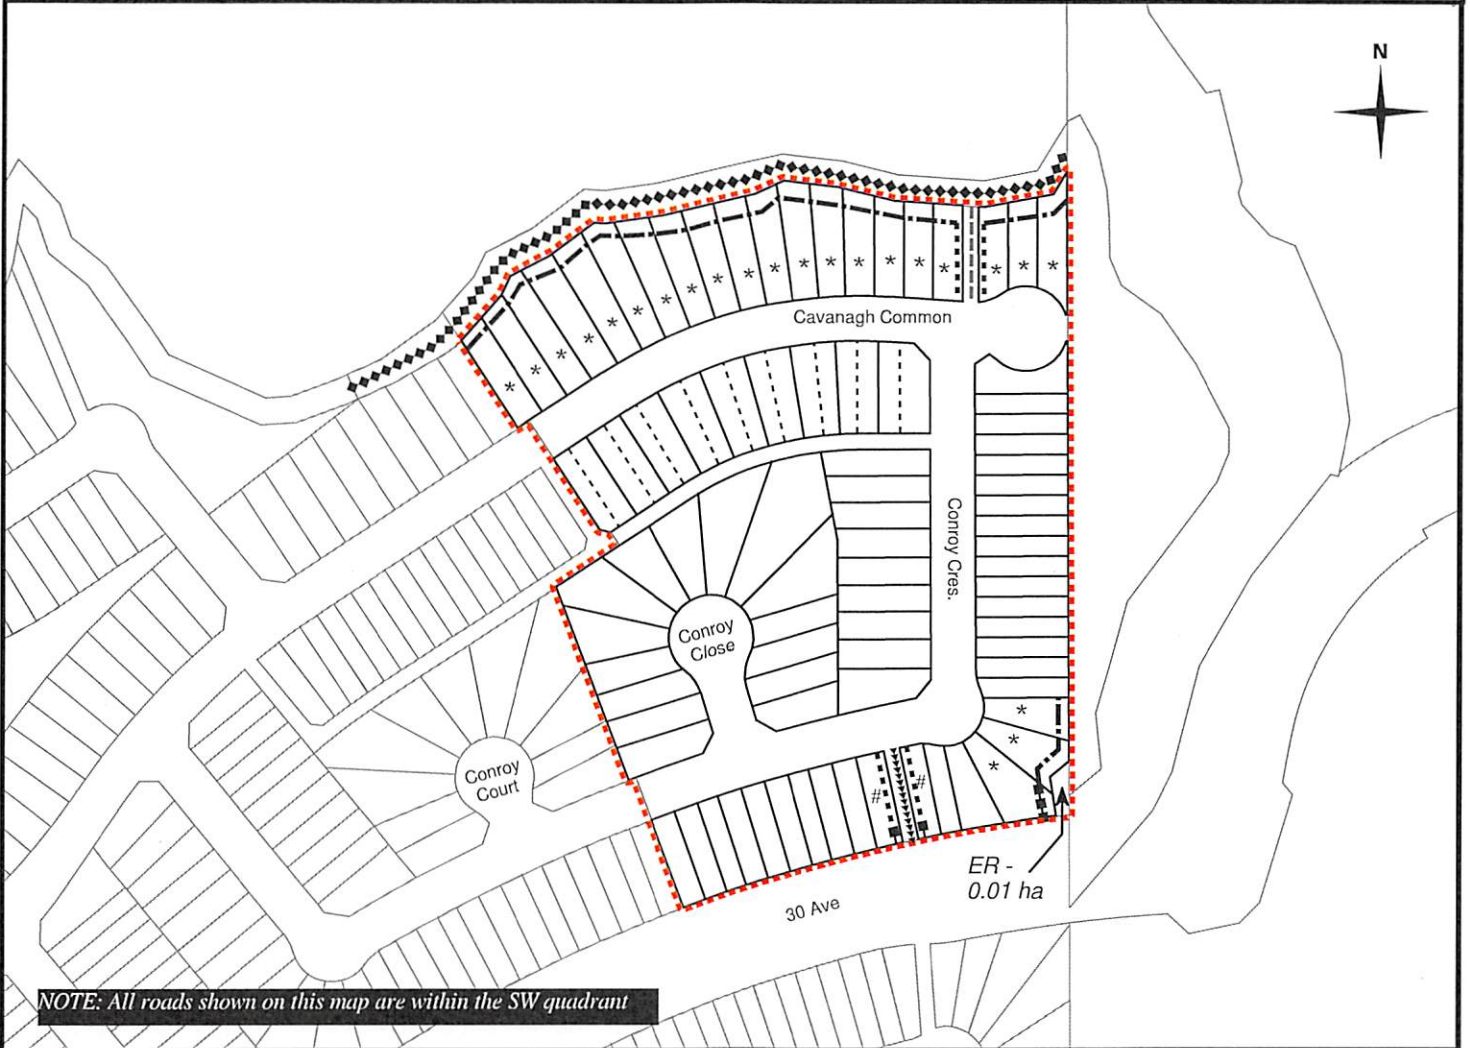 N
Cavanagh Common
Conroy Cres.
Conroy
Close
Conroy
Court
#
#
ER -
0.01 ha
30 Ave
NOTE: All roads shown on this map are within the SW quadrant